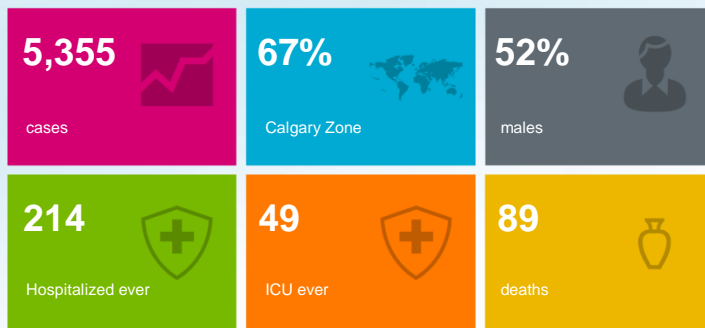 5,355
cases
67%
Calgary Zone
52%
males
214
Hospitalized ever
49
ICU ever
89
deaths